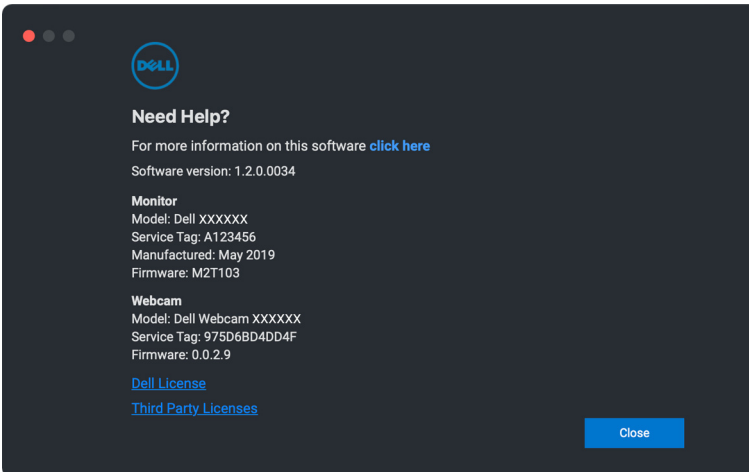 DELL
Need Help?
For more information on this software click here
Software version: 1.2.0.0034
Monitor
Model: Dell XXXXXX
Service Tag: A123456
Manufactured: May 2019
Firmware: M2T103
Webcam
Model: Dell Webcam XXXXXX
Service Tag: 975D6BD4DD4F
Firmware: 0.0.2.9
Dell License
Third Party Licenses
Close